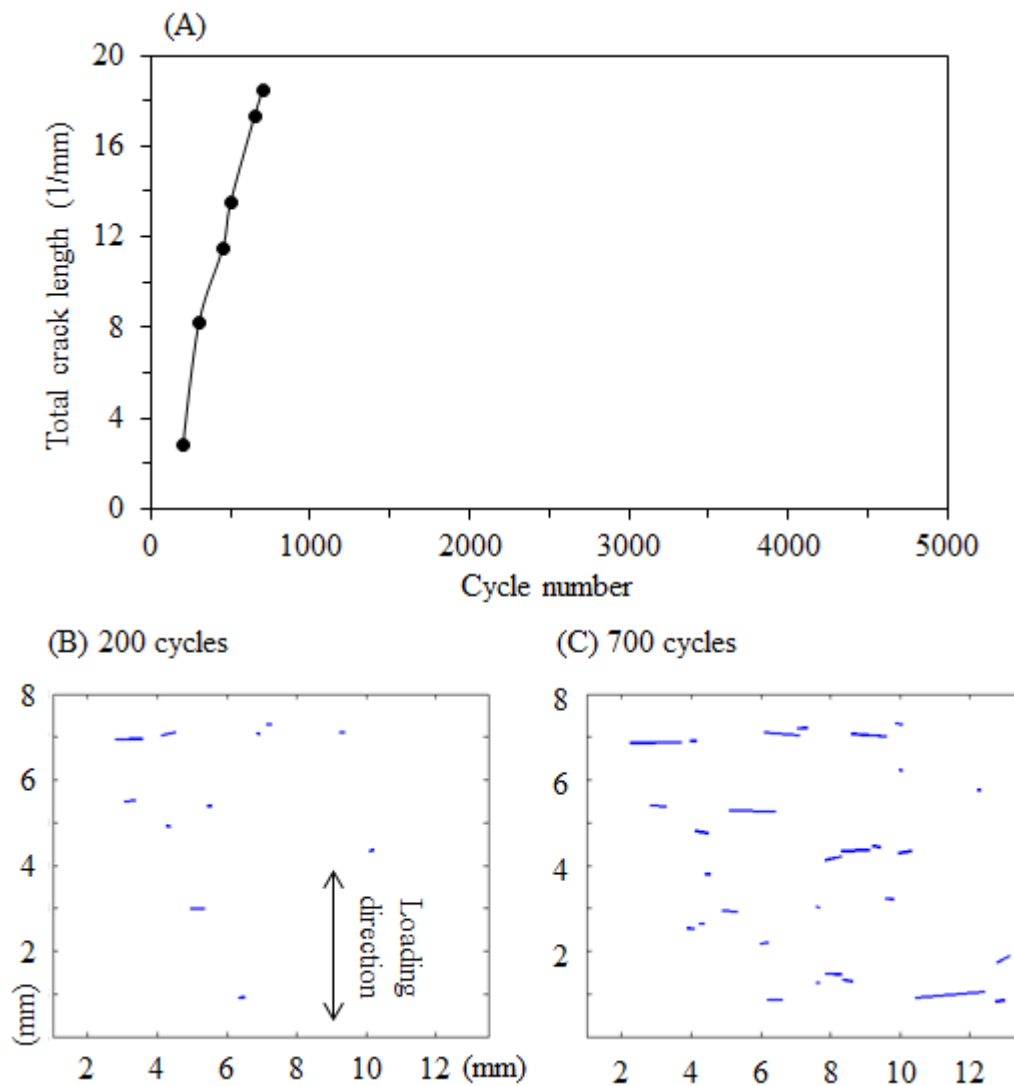 (A)
20
16
12
8
4
0
Total crack length (1/mm)
0 1000 2000 3000 4000 5000
Cycle number
(B) 200 cycles
8
6
4
2
(mm)
Loading
direction
2 4 6 8 10 12 (mm)
(C) 700 cycles
8
6
4
2
2 4 6 8 10 12